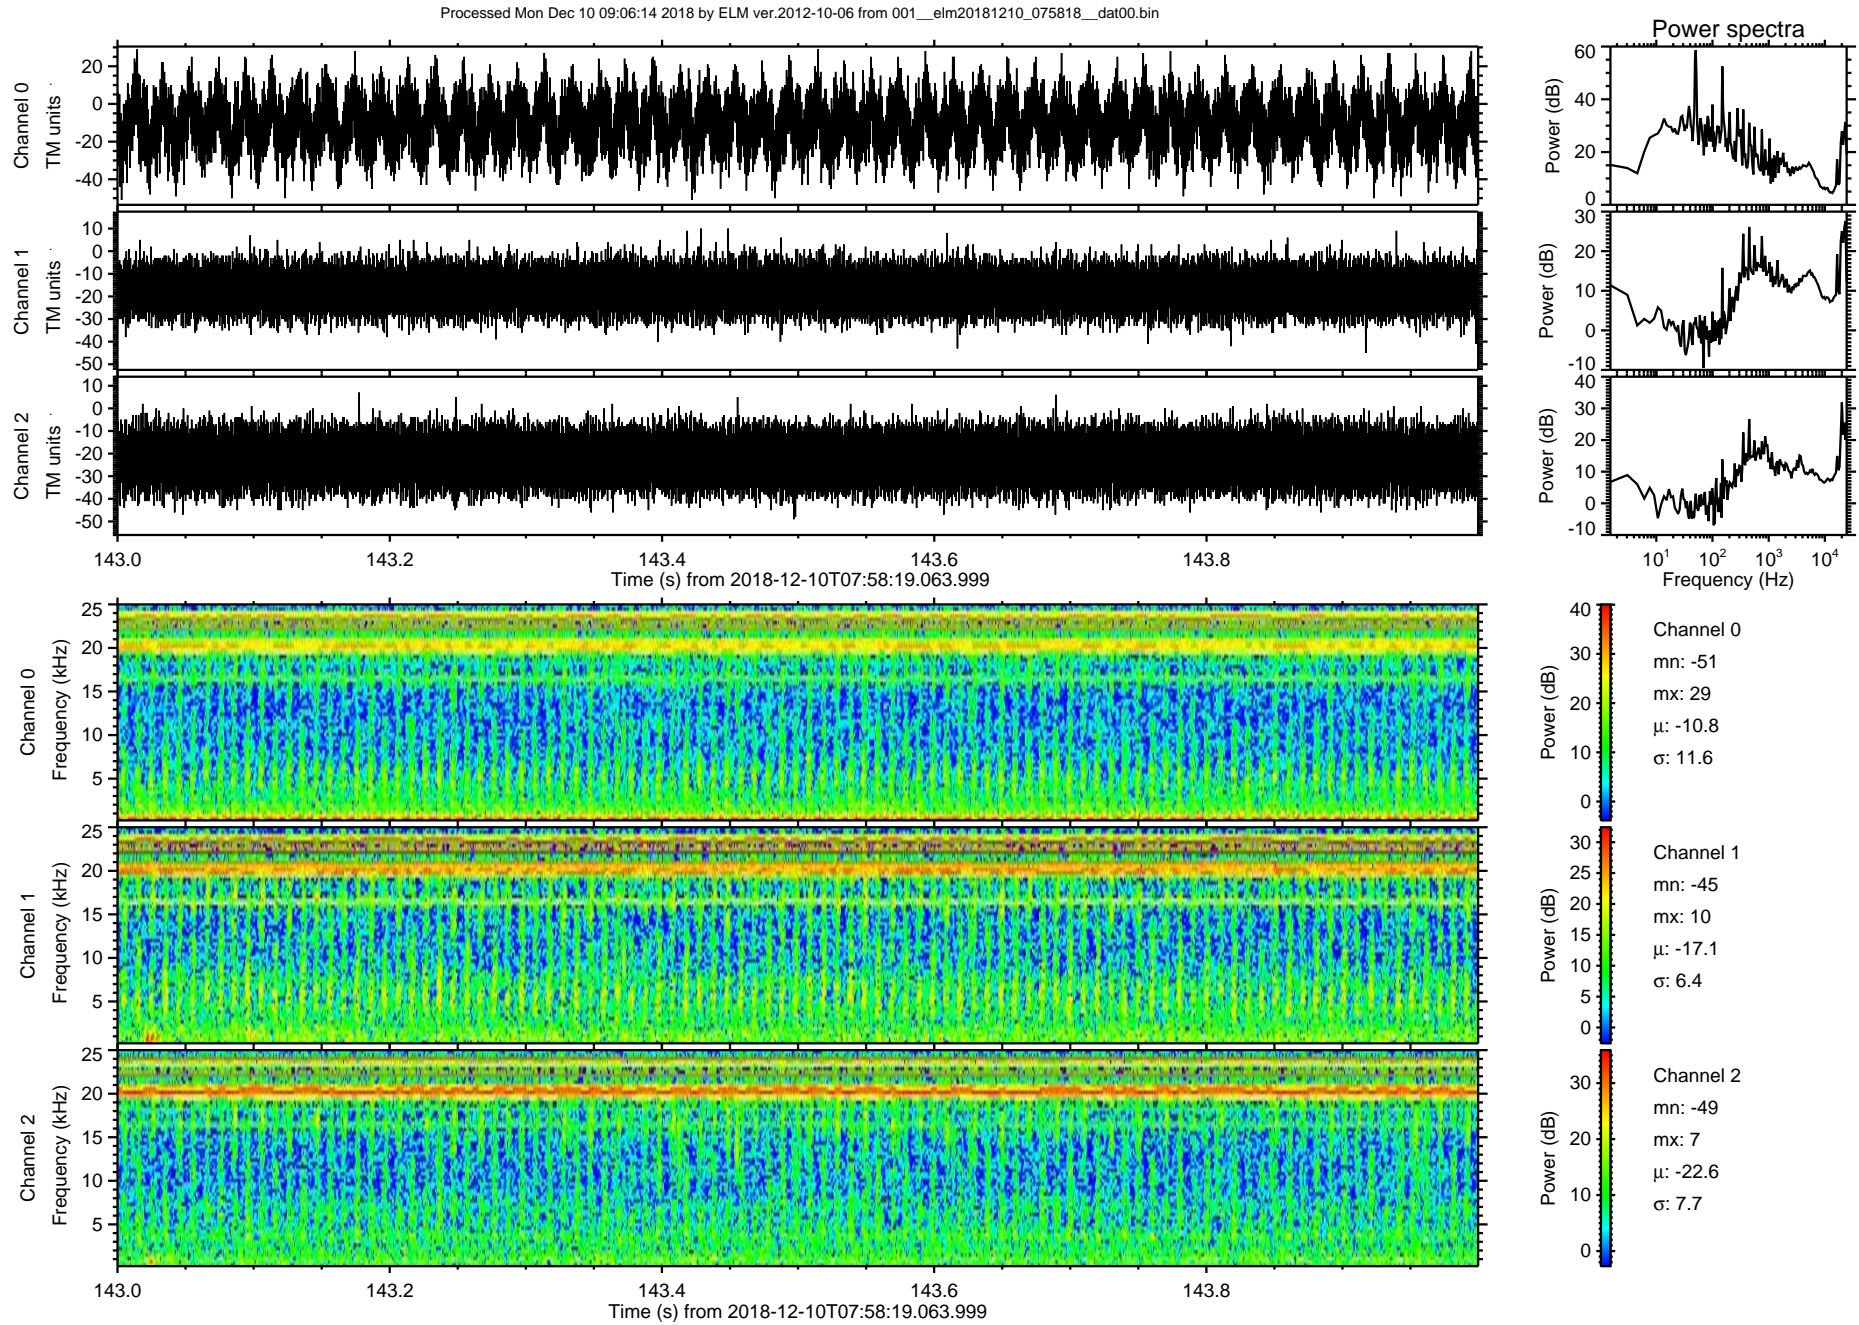 Processed Mon Dec 10 09:06:14 2018 by ELM ver.2012-10-06 from 001__elm20181210_075818__dat00.bin
Power spectra
Channel 0
TM units
20
0
-20
-40
Power (dB)
60
40
20
0
Channel 1
TM units
10
0
-10
-20
-30
-40
-50
Power (dB)
30
20
10
0
-10
Channel 2
TM units
10
0
-10
-20
-30
-40
-50
Power (dB)
40
30
20
10
0
-10
143.0 143.2 143.4 143.6 143.8
Time (s) from 2018-12-10T07:58:19.063.999
10¹ 10² 10³ 10⁴
Frequency (Hz)
Channel 0
Frequency (kHz)
25
20
15
10
5
Power (dB)
40
30
20
10
0
Channel 0
mn: -51
mx: 29
μ: -10.8
σ: 11.6
Channel 1
Frequency (kHz)
25
20
15
10
5
Power (dB)
30
25
20
15
10
5
0
Channel 1
mn: -45
mx: 10
μ: -17.1
σ: 6.4
Channel 2
Frequency (kHz)
25
20
15
10
5
Power (dB)
30
20
10
0
Channel 2
mn: -49
mx: 7
μ: -22.6
σ: 7.7
143.0 143.2 143.4 143.6 143.8
Time (s) from 2018-12-10T07:58:19.063.999